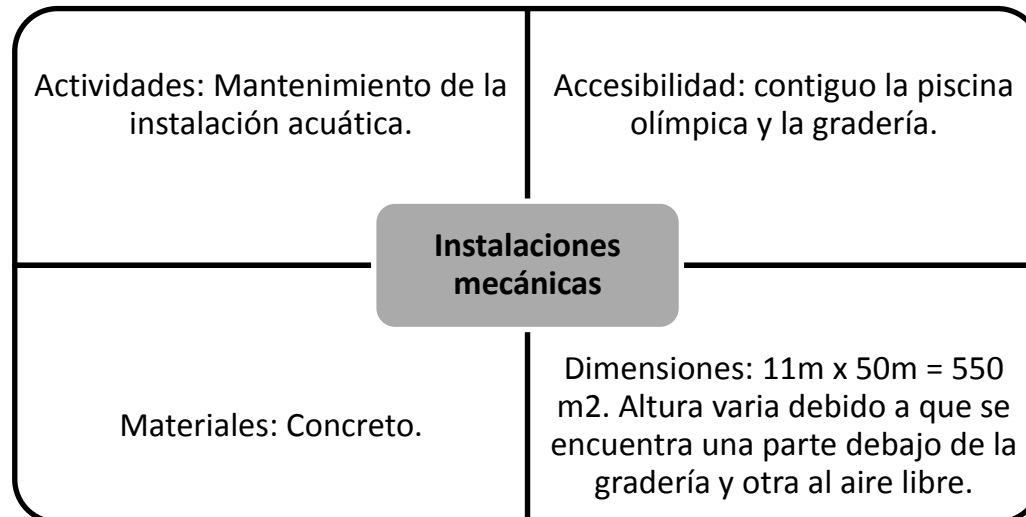 Actividades: Mantenimiento de la
instalación acuática.
Accesibilidad: contiguo la piscina
olímpica y la gradería.
Instalaciones
mecánicas
Materiales: Concreto.
Dimensiones: 11m x 50m = 550
m2. Altura varia debido a que se
encuentra una parte debajo de la
gradería y otra al aire libre.